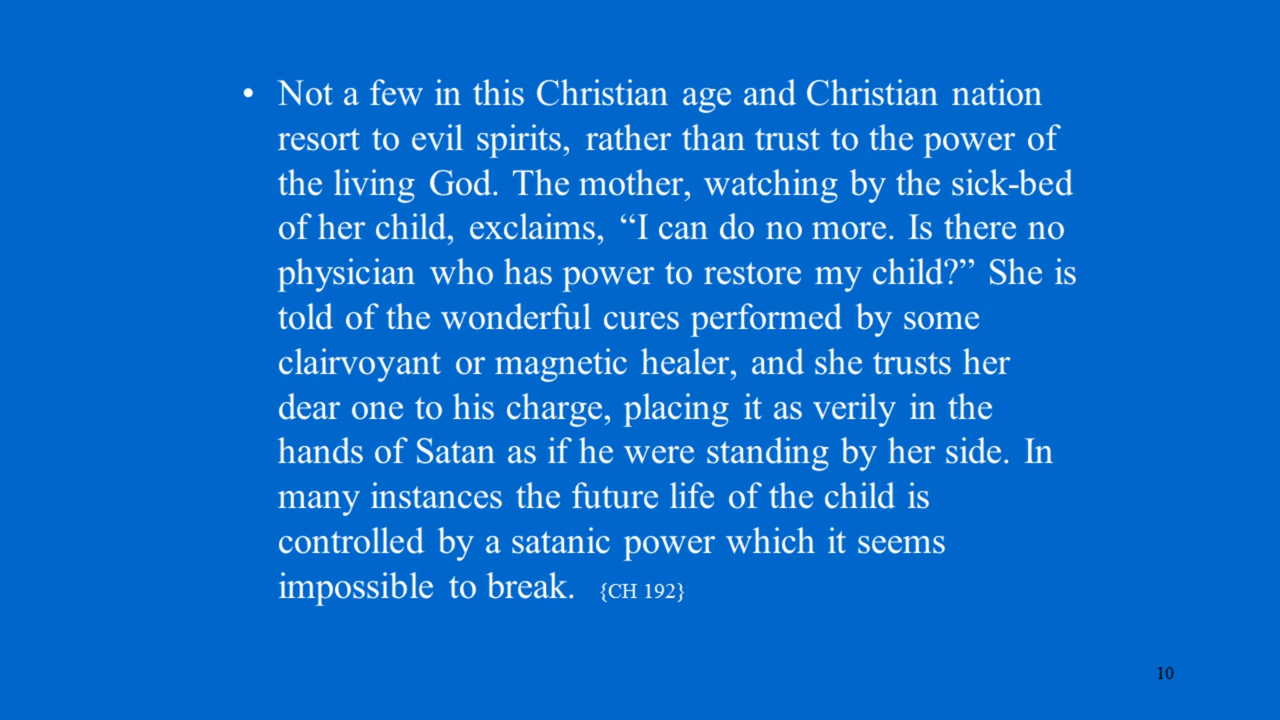 • Not a few in this Christian age and Christian nation
resort to evil spirits, rather than trust to the power of
the living God. The mother, watching by the sick-bed
of her child, exclaims, “I can do no more. Is there no
physician who has power to restore my child?” She is
told of the wonderful cures performed by some
clairvoyant or magnetic healer, and she trusts her
dear one to his charge, placing it as verily in the
hands of Satan as if he were standing by her side. In
many instances the future life of the child is
controlled by a satanic power which it seems
impossible to break. {CH 192}
10